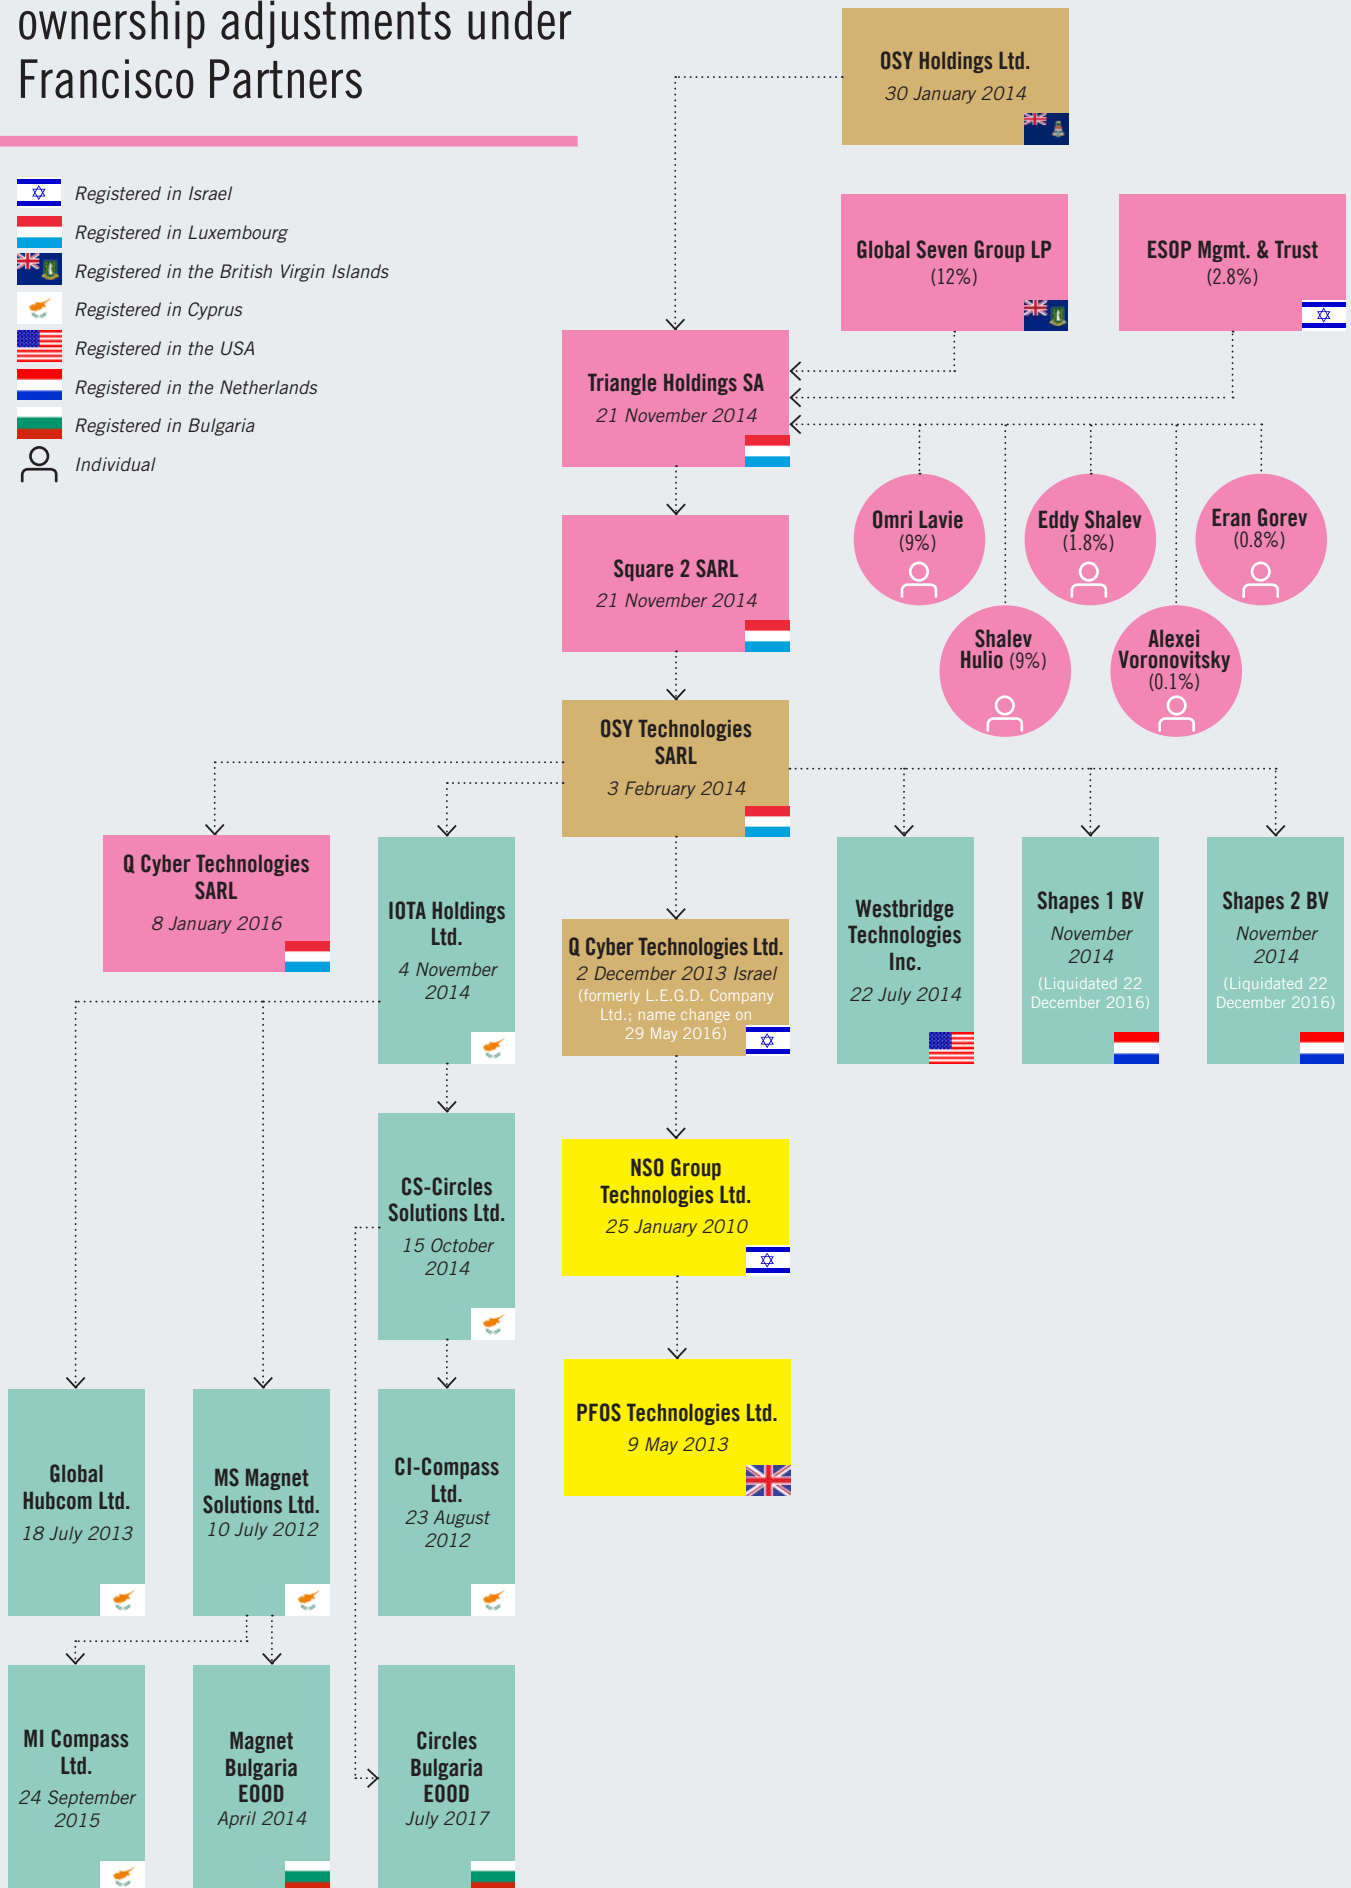 ownership adjustments under
Francisco Partners
Registered in Israel
Registered in Luxembourg
Registered in the British Virgin Islands
Registered in Cyprus
Registered in the USA
Registered in the Netherlands
Registered in Bulgaria
Individual
OSY Holdings Ltd.
30 January 2014
Global Seven Group LP
(12%)
ESOP Mgmt. & Trust
(2.8%)
Triangle Holdings SA
21 November 2014
Omri Lavie
(9%)
Eddy Shalev
(1.8%)
Eran Gorev
(0.8%)
Shalev
Hulio (9%)
Alexei
Voronovitsky
(0.1%)
Square 2 SARL
21 November 2014
OSY Technologies
SARL
3 February 2014
Q Cyber Technologies
SARL
8 January 2016
IOTA Holdings
Ltd.
4 November
2014
Q Cyber Technologies Ltd.
2 December 2013 Israel
(formerly L.E.G.D. Company
Ltd.; name change on
29 May 2016)
Westbridge
Technologies
Inc.
22 July 2014
Shapes 1 BV
November
2014
(Liquidated 22
December 2016)
Shapes 2 BV
November
2014
(Liquidated 22
December 2016)
CS-Circles
Solutions Ltd.
15 October
2014
NSO Group
Technologies Ltd.
25 January 2010
PFOS Technologies Ltd.
9 May 2013
Global
Hubcom Ltd.
18 July 2013
MS Magnet
Solutions Ltd.
10 July 2012
CI-Compass
Ltd.
23 August
2012
MI Compass
Ltd.
24 September
2015
Magnet
Bulgaria
EOOD
April 2014
Circles
Bulgaria
EOOD
July 2017